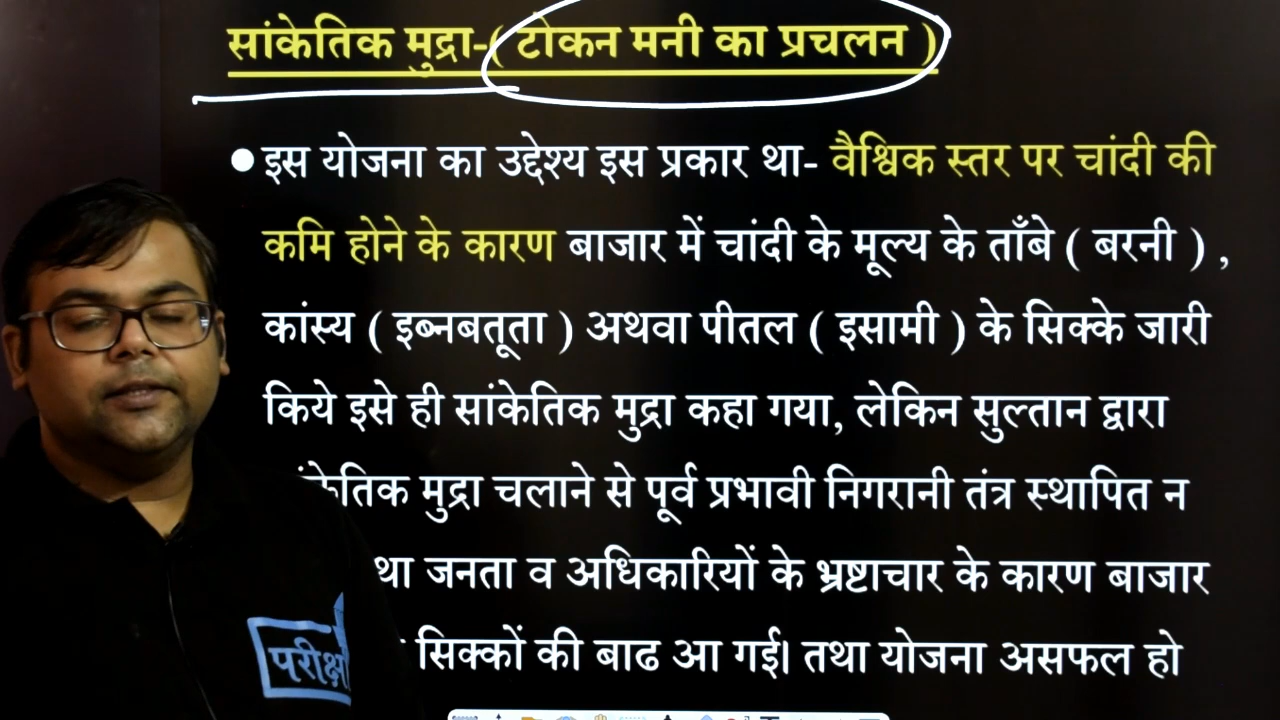 सांकेतिक मुद्रा-( टोकन मनी का प्रचलन )
● इस योजना का उद्देश्य इस प्रकार था- वैश्विक स्तर पर चांदी की
कमि होने के कारण बाजार में चांदी के मूल्य के ताँबे ( बरनी ) ,
कांस्य ( इब्नबतूता ) अथवा पीतल ( इसामी ) के सिक्के जारी
किये इसे ही सांकेतिक मुद्रा कहा गया, लेकिन सुल्तान द्वारा
मुद्रा चलाने से पूर्व प्रभावी निगरानी तंत्र स्थापित न
जनता व अधिकारियों के भ्रष्टाचार के कारण बाजार
सिक्कों की बाढ आ गई। तथा योजना असफल हो